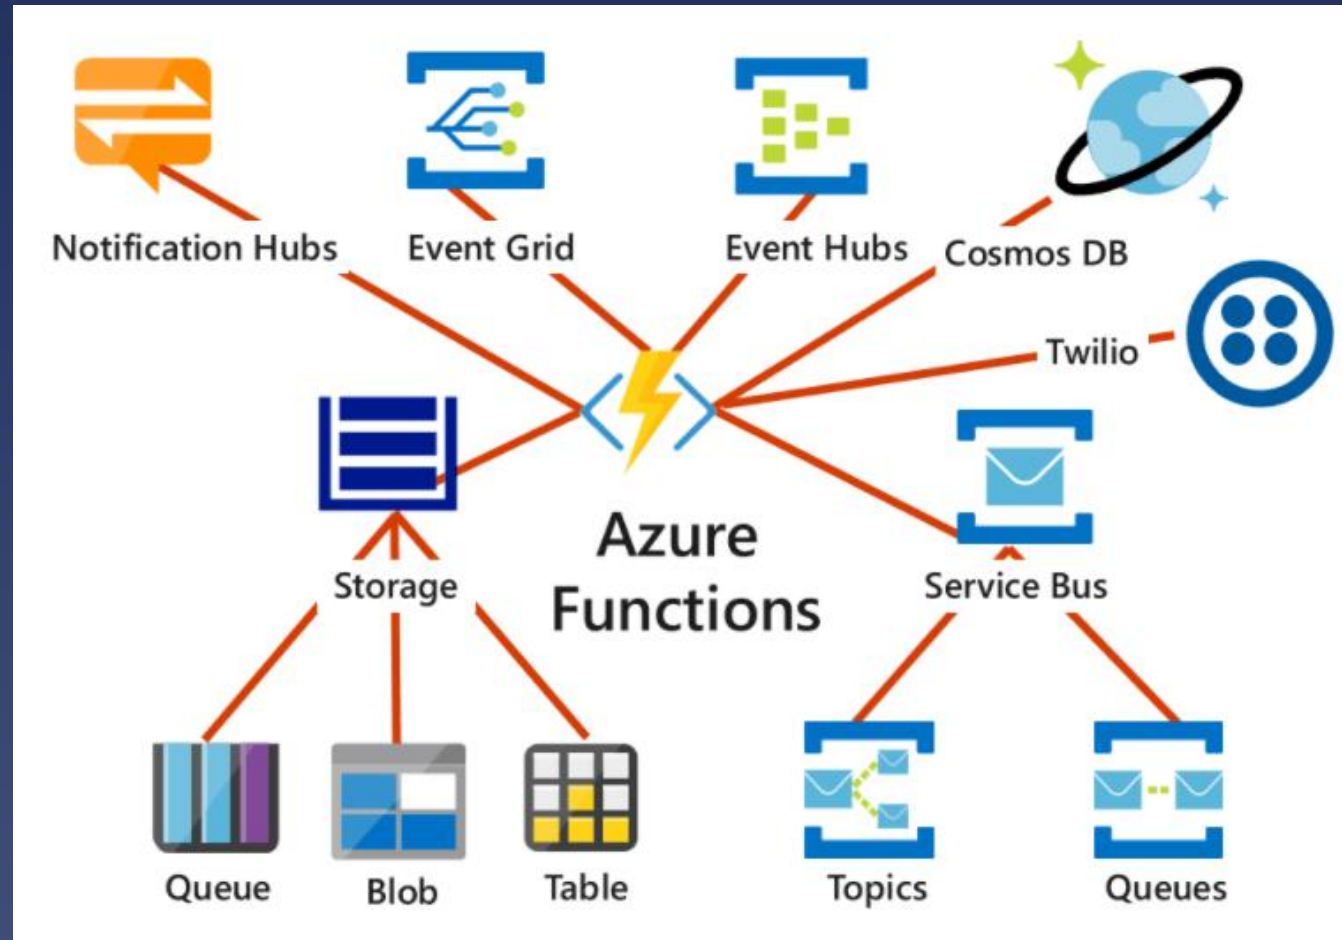 Notification Hubs
Event Grid
Event Hubs
Cosmos DB
Twilio
Azure
Functions
Storage
Service Bus
Queue
Blob
Table
Topics
Queues